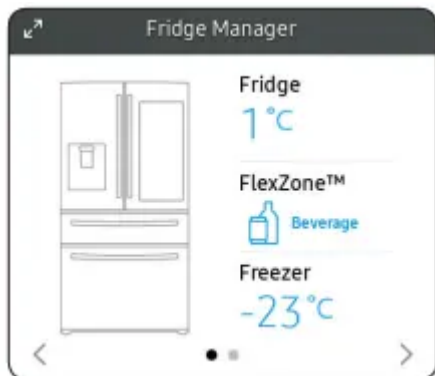 Fridge Manager
Fridge
1°C
FlexZone™
Beverage
Freezer
-23°C